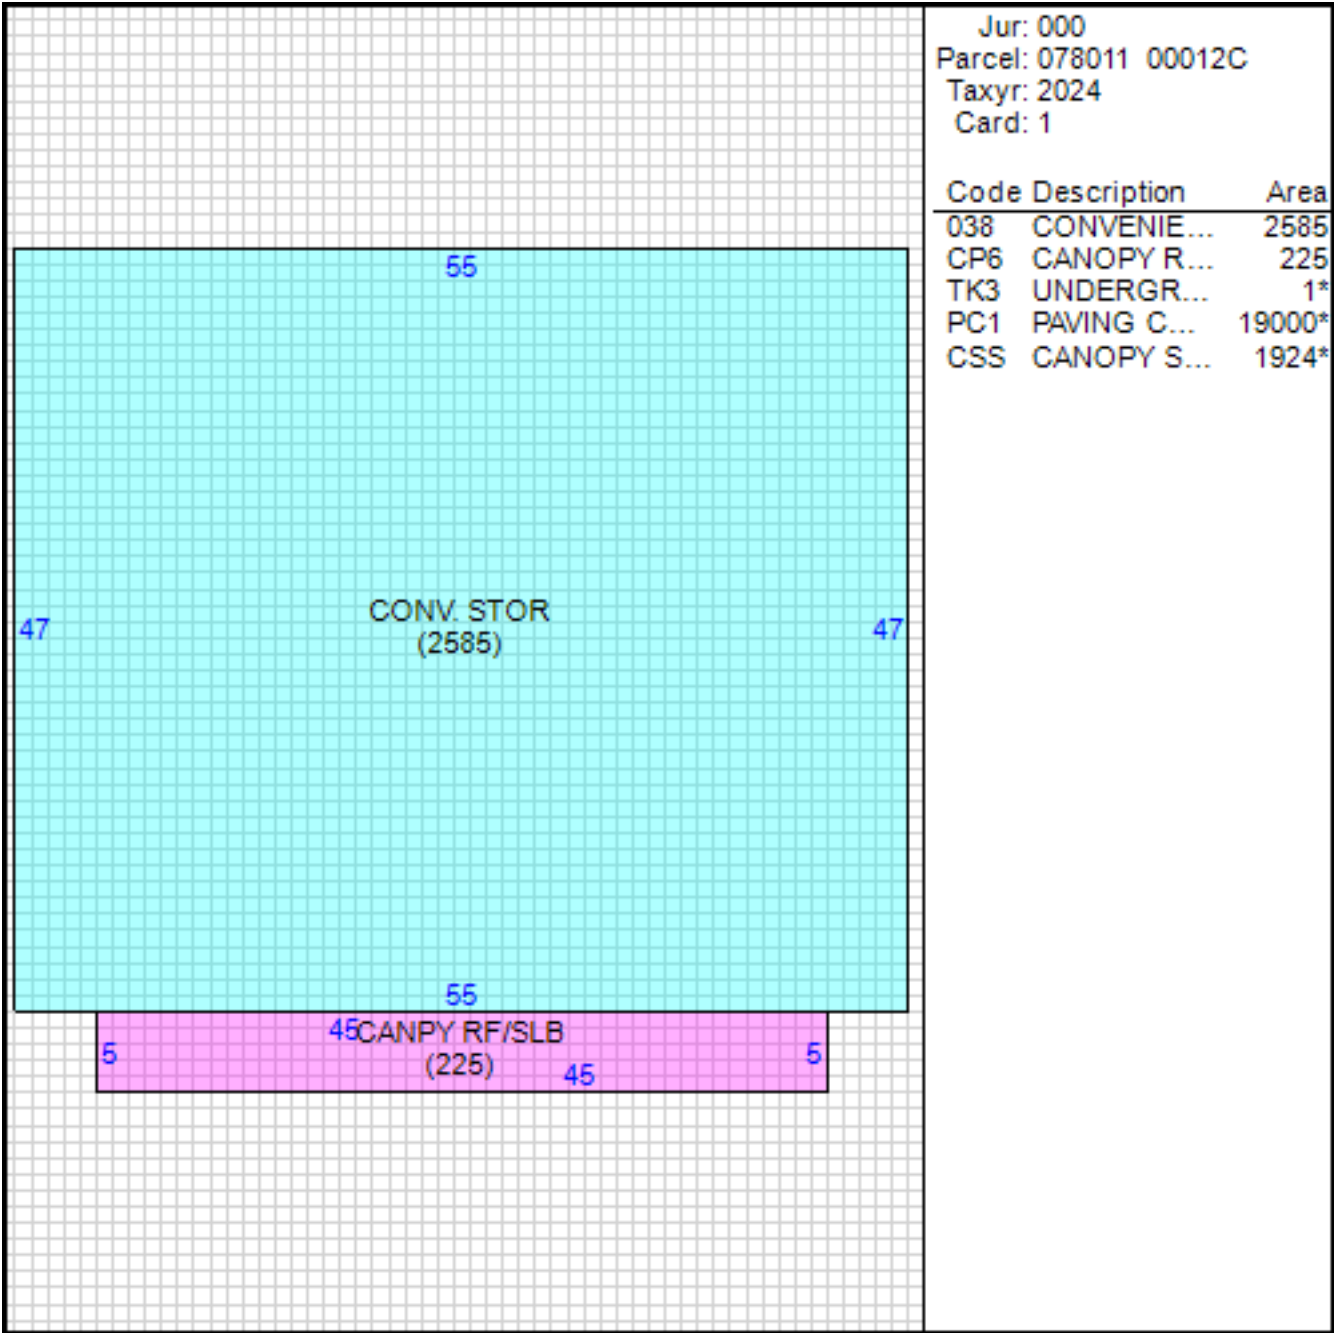 Jur: 000
Parcel: 078011 00012C
Taxyr: 2024
Card: 1
Code Description Area
038 CONVENIE... 2585
CP6 CANOPY R... 225
TK3 UNDERGR... 1*
PC1 PAVING C... 19000*
CSS CANOPY S... 1924*
55
CONV. STOR
47 47
(2585)
55
45 CANPY RF/SLB
5 5
(225)
45